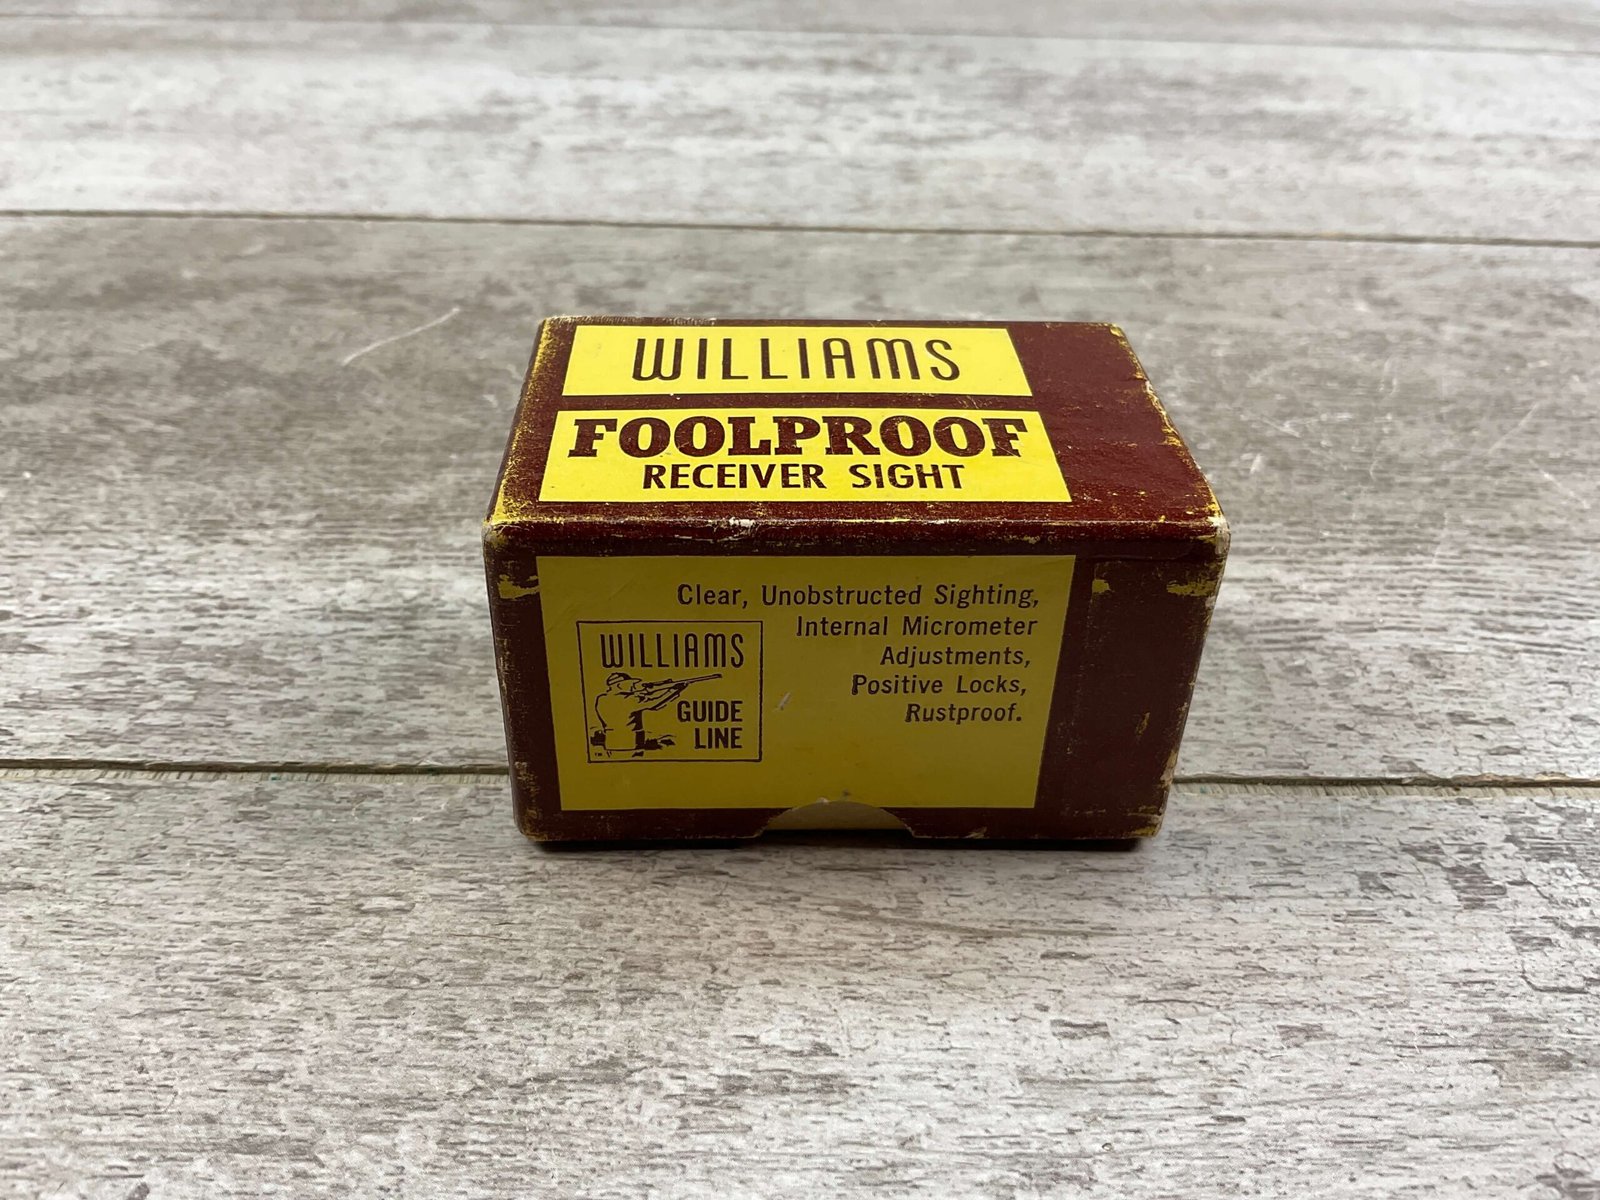 WILLIAMS
FOOLPROOF
RECEIVER SIGHT
Clear, Unobstructed Sighting,
Internal Micrometer
Adjustments,
Positive Locks,
Rustproof.
WILLIAMS
GUIDE
LINE